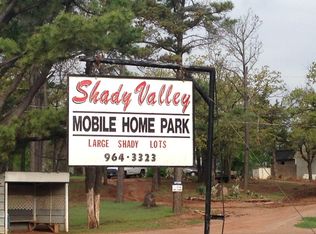 Shady Valley
MOBILE HOME PARK
LARGE SHADY LOTS
964-3323